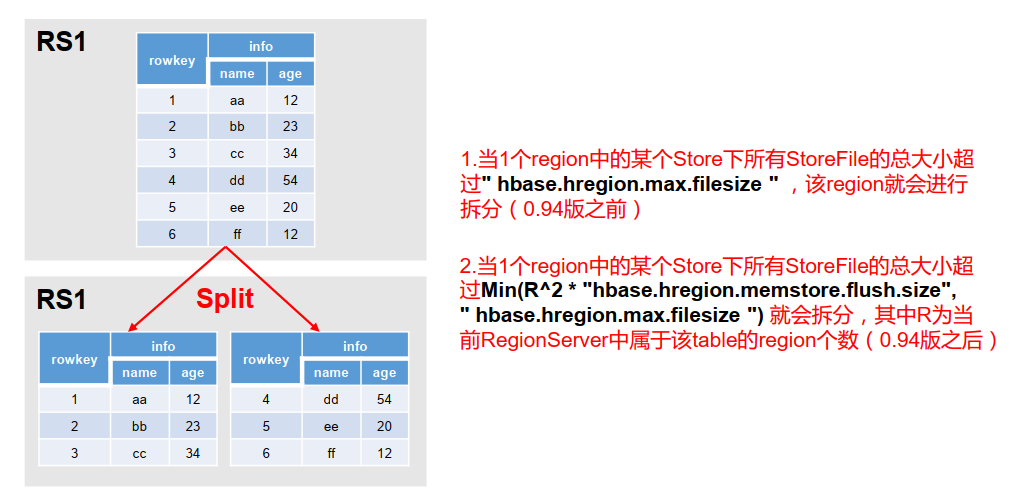 RS1
rowkey info
name age
1 aa 12
2 bb 23
3 cc 34
4 dd 54
5 ee 20
6 ff 12
RS1
Split
rowkey info
name age
1 aa 12
2 bb 23
3 cc 34
rowkey info
name age
4 dd 54
5 ee 20
6 ff 12
1.当1个region中的某个Store下所有StoreFile的总大小超
过" hbase.hregion.max.filesize " ，该region就会进行
拆分（0.94版之前）
2.当1个region中的某个Store下所有StoreFile的总大小超
过Min(R^2 * "hbase.hregion.memstore.flush.size",
" hbase.hregion.max.filesize ") 就会拆分，其中R为当
前RegionServer中属于该table的region个数（0.94版之后）